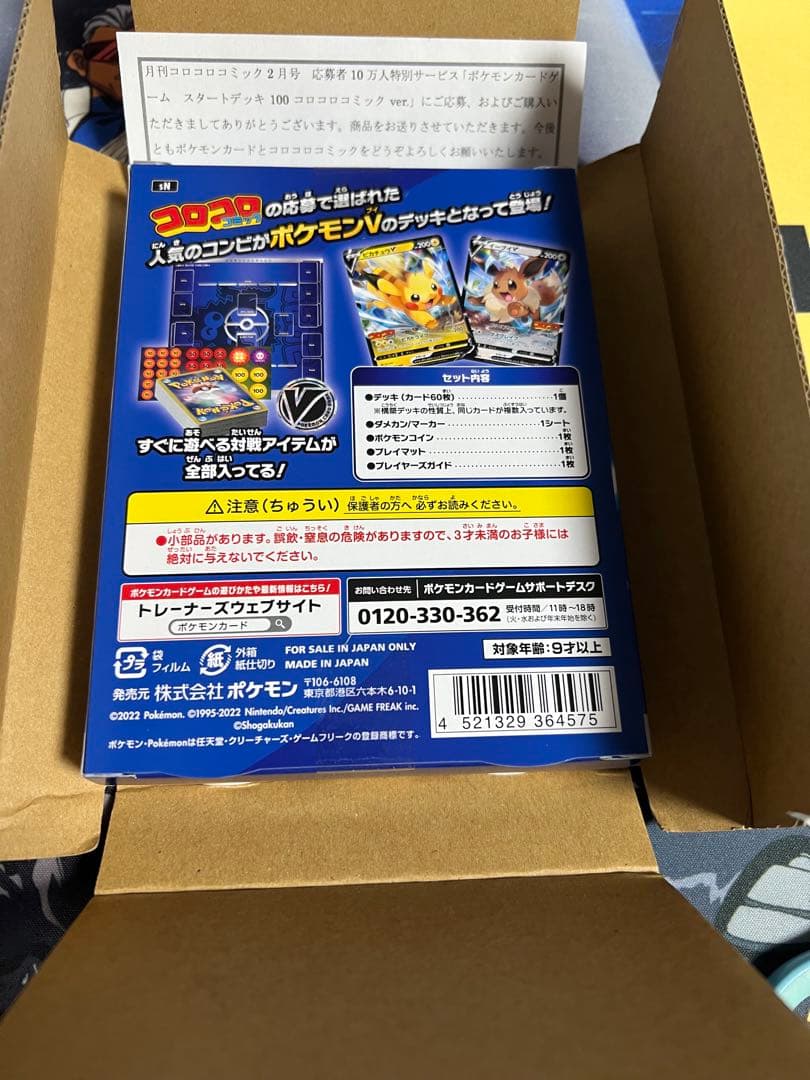 月刊コロコロコミック2月号　応募者10万人特別サービス「ポケモンカードゲ
ーム　スタートデッキ100 コロコロコミック ver.」にご応募、およびご購入い
ただきましてありがとうございます。商品をお送りさせていただきます。今後
ともポケモンカードとコロコロコミックをどうぞよろしくお願いいたします。
sN
コロコロコミックの応募で選ばれた
人気のコンビがポケモンVのデッキとなって登場!
ピカチュウV
200
イーブイV
200
すぐに遊べる対戦アイテムが
全部入ってる!
セット内容
●デッキ(カード60枚)1個
※構築デッキの性質上、同じカードが複数入っています。
●ダメカン/マーカー1シート
●ポケモンコイン1枚
●プレイマット1枚
●プレイヤーズガイド1枚
⚠注意(ちゅうい) 保護者の方へ 必ずお読みください。
●小部品があります。誤飲・窒息の危険がありますので、3才未満のお子様には
絶対に与えないでください。
ポケモンカードゲームの遊びかたや最新情報はこちら!
トレーナーズウェブサイト
ポケモンカード
お問い合わせ先 ポケモンカードゲームサポートデスク
0120-330-362 受付時間/11時~18時
(火・水および年末年始を除く)
プラ 袋 フィルム
紙 外箱 紙仕切り
FOR SALE IN JAPAN ONLY
MADE IN JAPAN
対象年齢:9才以上
発売元 株式会社ポケモン 〒106-6108
東京都港区六本木6-10-1
©2022 Pokémon. ©1995-2022 Nintendo/Creatures Inc./GAME FREAK inc.
©Shogakukan
ポケモン・Pokémonは任天堂・クリーチャーズ・ゲームフリークの登録商標です。
4 521329 364575